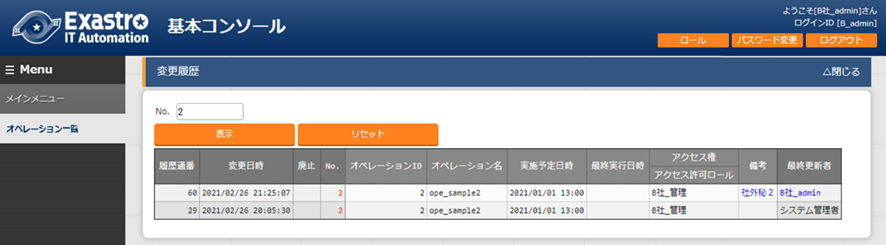 Exastro
IT Automation
基本コンソール
ようこそ[B社_admin]さん
ログインID [B_admin]
ロール パスワード変更 ログアウト
☰ Menu
メインメニュー
オペレーション一覧
変更履歴 △閉じる
No. 2
表示 リセット
履歴通番 変更日時 廃止 No. オペレーションID オペレーション名 実施予定日時 最終実行日時 アクセス権 備考 最終更新者
アクセス許可ロール
60 2021/02/26 21:25:07 2 2 ope_sample2 2021/01/01 13:00 B社_管理 社外秘2 B社_admin
29 2021/02/26 20:05:30 2 2 ope_sample2 2021/01/01 13:00 B社_管理 システム管理者